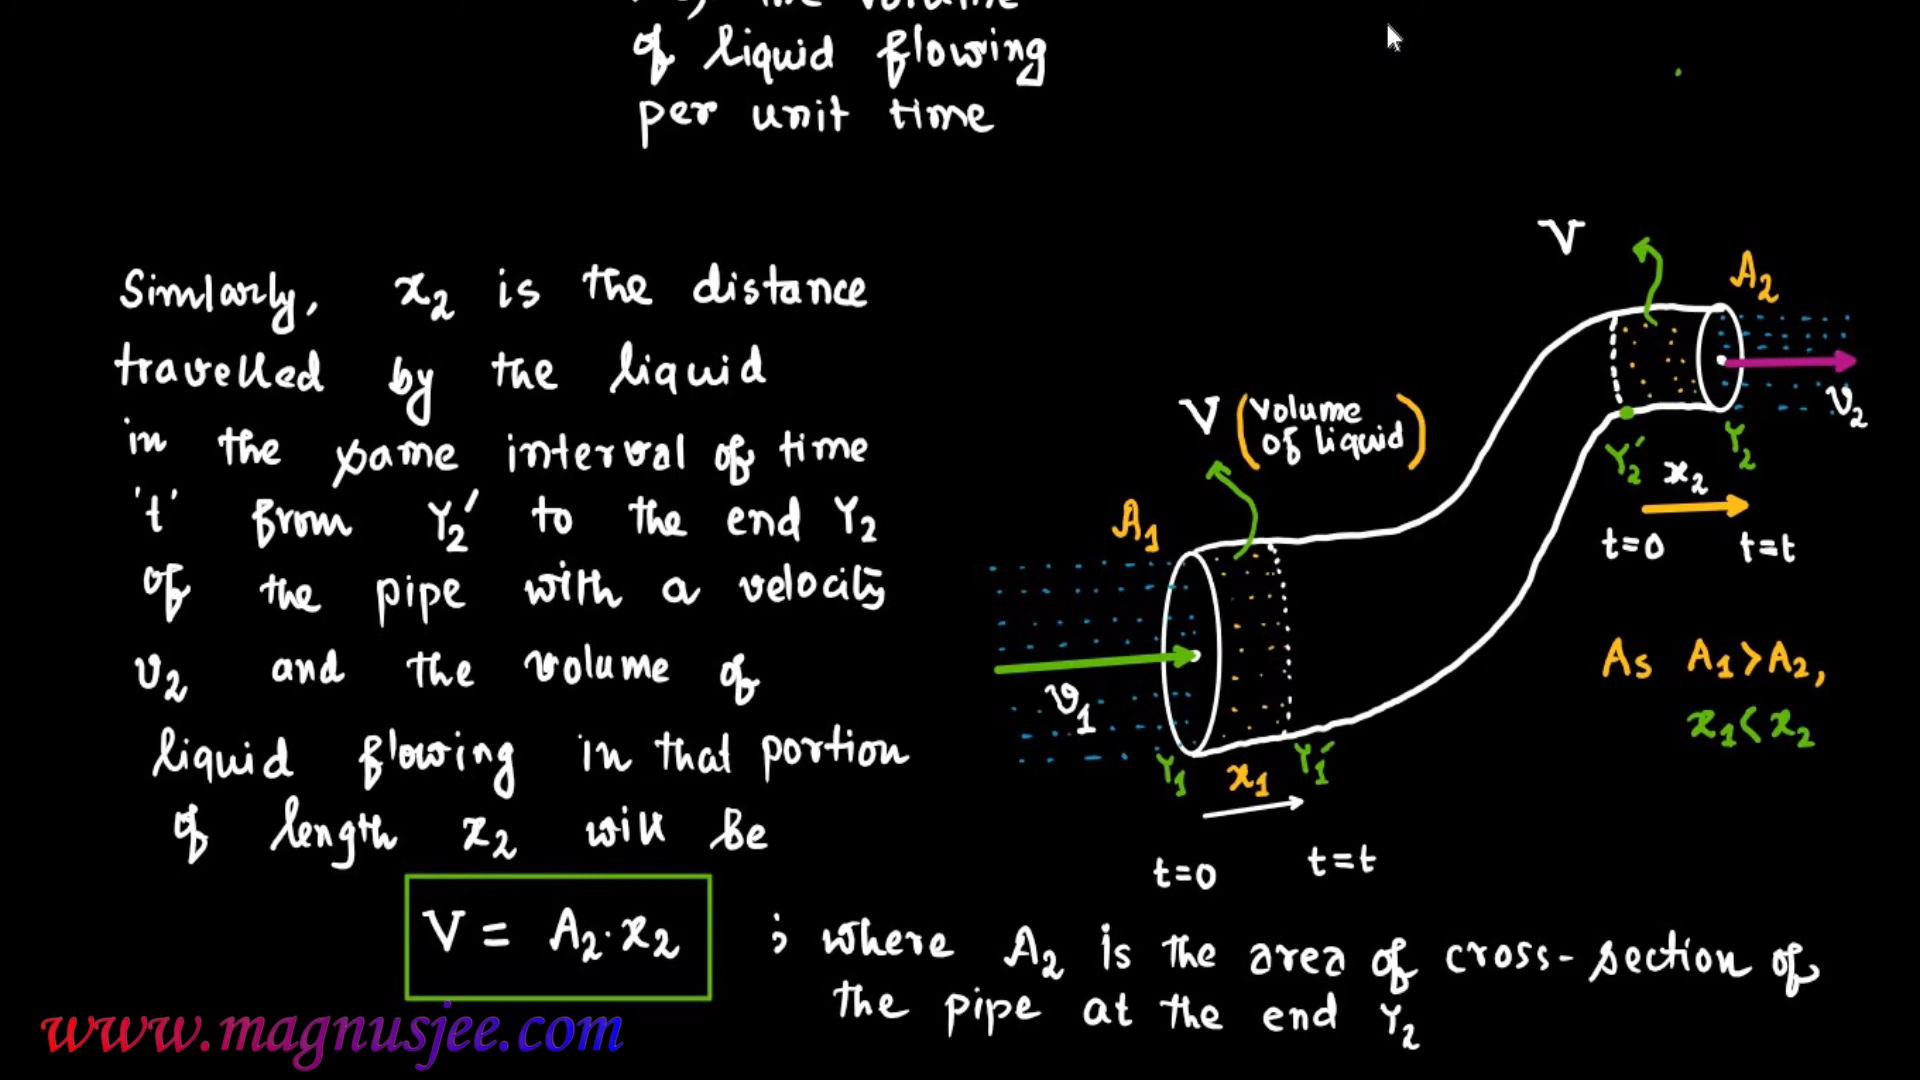 the volume
of liquid flowing
per unit time
Simlarly, x₂ is the distance
travelled by the liquid
in the same interval of time
't' from Y₂' to the end Y₂
of the pipe with a velocity
v₂ and the volume of
liquid flowing in that portion
of length x₂ will be
V = A₂·x₂ ; where A₂ is the area of cross-section of
the pipe at the end Y₂
V
A₂
v₂
Y₂' Y₂
x₂
t=0 t=t
V (volume of liquid)
A₁
v₁
Y₁ x₁ Y₁'
t=0 t=t
As A₁>A₂,
x₁<x₂
www.magnusjee.com